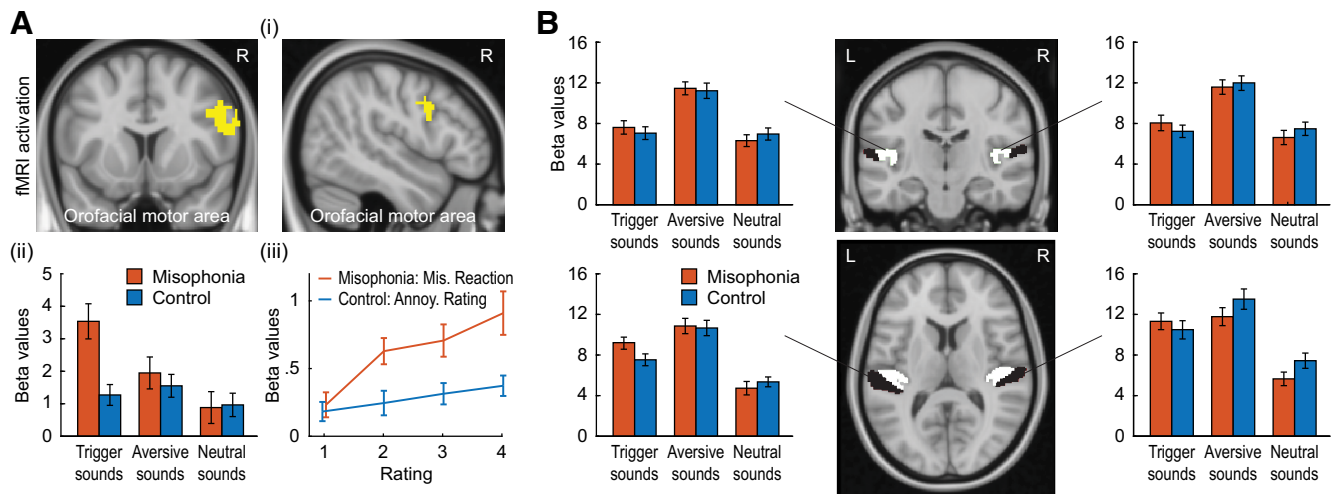 A
fMRI activation
R
Orofacial motor area
(i)
R
Orofacial motor area
(ii)
Beta values
5
4
3
2
1
0
Misophonia
Control
Trigger sounds
Aversive sounds
Neutral sounds
(iii)
Beta values
1
.5
0
Misophonia: Mis. Reaction
Control: Annoy. Rating
1 2 3 4
Rating
B
Beta values
16
12
8
4
0
Trigger sounds
Aversive sounds
Neutral sounds
L R
16
12
8
4
0
Trigger sounds
Aversive sounds
Neutral sounds
Beta values
16
12
8
4
0
Misophonia
Control
Trigger sounds
Aversive sounds
Neutral sounds
L R
16
12
8
4
0
Trigger sounds
Aversive sounds
Neutral sounds